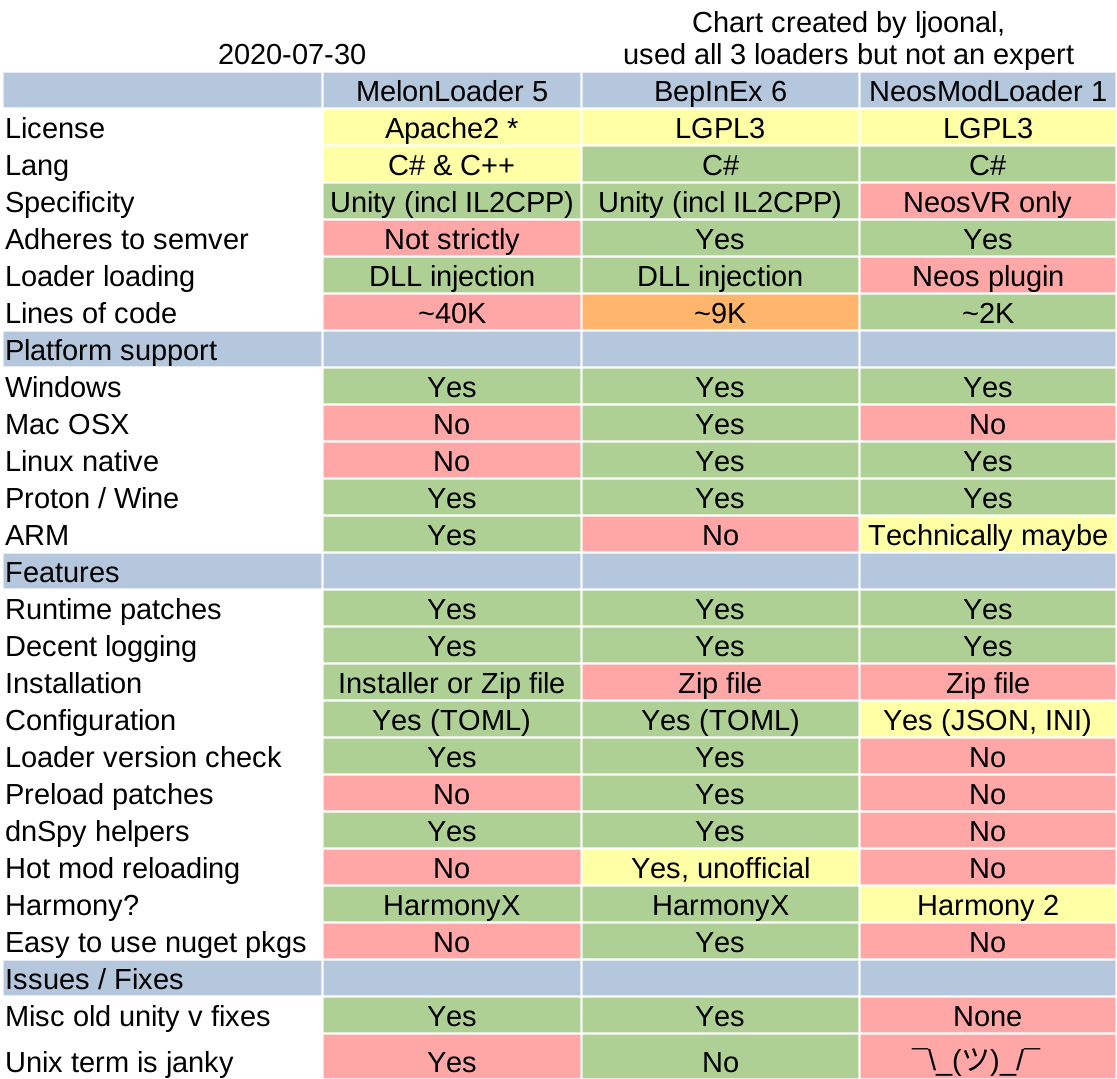 2020-07-30
Chart created by ljoonal,
used all 3 loaders but not an expert
MelonLoader 5 BepInEx 6 NeosModLoader 1
License Apache2 * LGPL3 LGPL3
Lang C# & C++ C# C#
Specificity Unity (incl IL2CPP) Unity (incl IL2CPP) NeosVR only
Adheres to semver Not strictly Yes Yes
Loader loading DLL injection DLL injection Neos plugin
Lines of code ~40K ~9K ~2K
Platform support
Windows Yes Yes Yes
Mac OSX No Yes No
Linux native No Yes Yes
Proton / Wine Yes Yes Yes
ARM Yes No Technically maybe
Features
Runtime patches Yes Yes Yes
Decent logging Yes Yes Yes
Installation Installer or Zip file Zip file Zip file
Configuration Yes (TOML) Yes (TOML) Yes (JSON, INI)
Loader version check Yes Yes No
Preload patches No Yes No
dnSpy helpers Yes Yes No
Hot mod reloading No Yes, unofficial No
Harmony? HarmonyX HarmonyX Harmony 2
Easy to use nuget pkgs No Yes No
Issues / Fixes
Misc old unity v fixes Yes Yes None
Unix term is janky Yes No ¯\_(ツ)_/¯